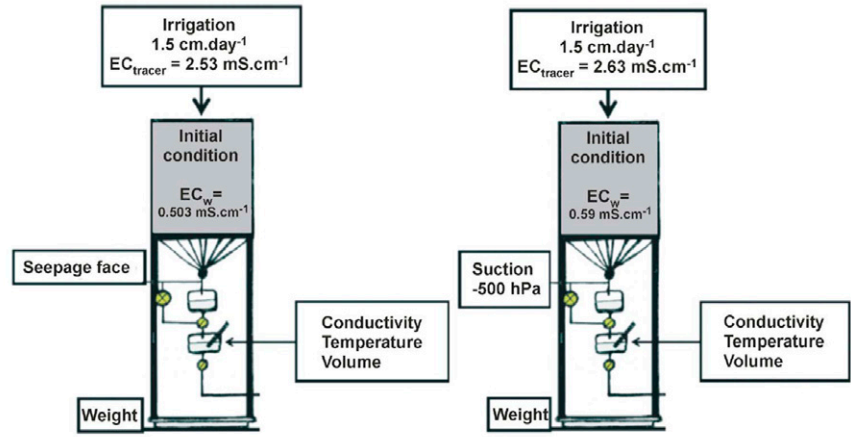 Irrigation
1.5 cm.day-1
ECtracer = 2.53 mS.cm-1
Initial
condition
ECw=
0.503 mS.cm-1
Seepage face
Conductivity
Temperature
Volume
Weight
Irrigation
1.5 cm.day-1
ECtracer = 2.63 mS.cm-1
Initial
condition
ECw=
0.59 mS.cm-1
Suction
-500 hPa
Conductivity
Temperature
Volume
Weight